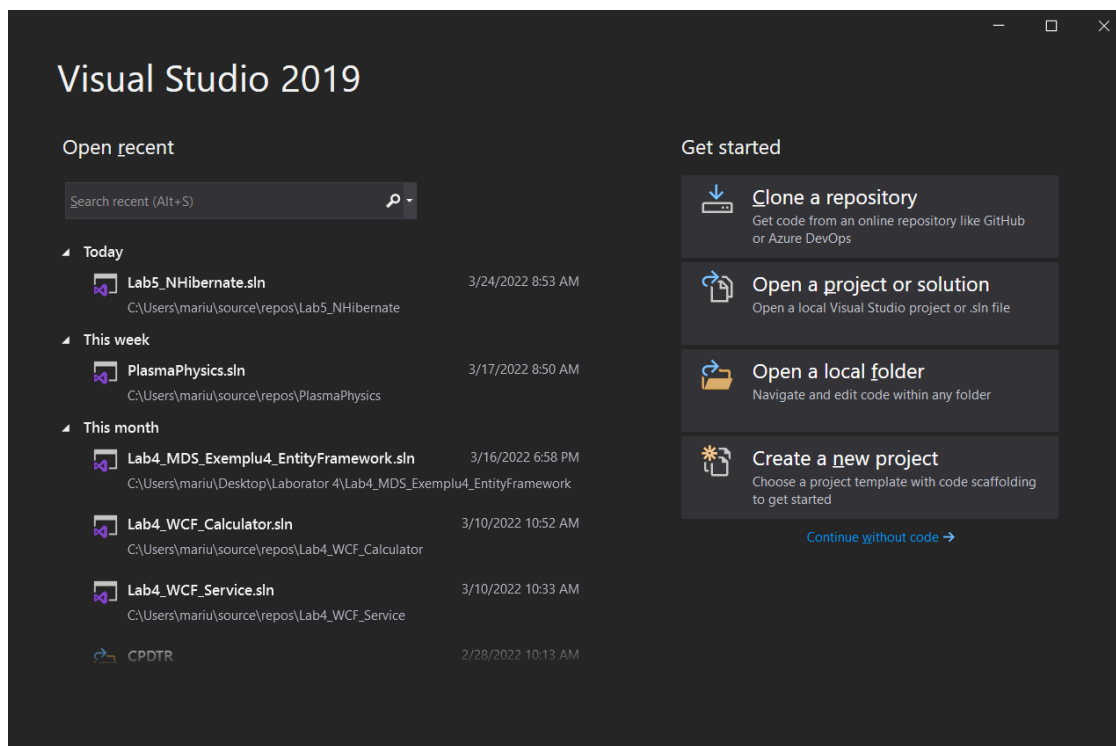 Visual Studio 2019
Open recent
Search recent (Alt+S)
Today
Lab5_NHibernate.sln 3/24/2022 8:53 AM
C:\Users\mariu\source\repos\Lab5_NHibernate
This week
PlasmaPhysics.sln 3/17/2022 8:50 AM
C:\Users\mariu\source\repos\PlasmaPhysics
This month
Lab4_MDS_Exemplu4_EntityFramework.sln 3/16/2022 6:58 PM
C:\Users\mariu\Desktop\Laborator 4\Lab4_MDS_Exemplu4_EntityFramework
Lab4_WCF_Calculator.sln 3/10/2022 10:52 AM
C:\Users\mariu\source\repos\Lab4_WCF_Calculator
Lab4_WCF_Service.sln 3/10/2022 10:33 AM
C:\Users\mariu\source\repos\Lab4_WCF_Service
CPDTR 2/28/2022 10:13 AM
Get started
Clone a repository
Get code from an online repository like GitHub
or Azure DevOps
Open a project or solution
Open a local Visual Studio project or .sln file
Open a local folder
Navigate and edit code within any folder
Create a new project
Choose a project template with code scaffolding
to get started
Continue without code →